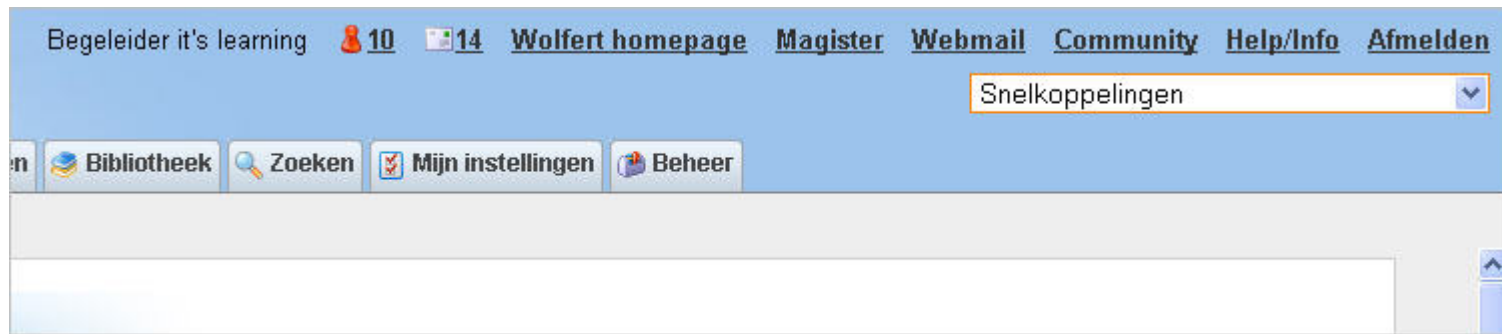 Begeleider it's learning 10 14 Wolfert homepage Magister Webmail Community Help/Info Afmelden
Snelkoppelingen
en Bibliotheek Zoeken Mijn instellingen Beheer